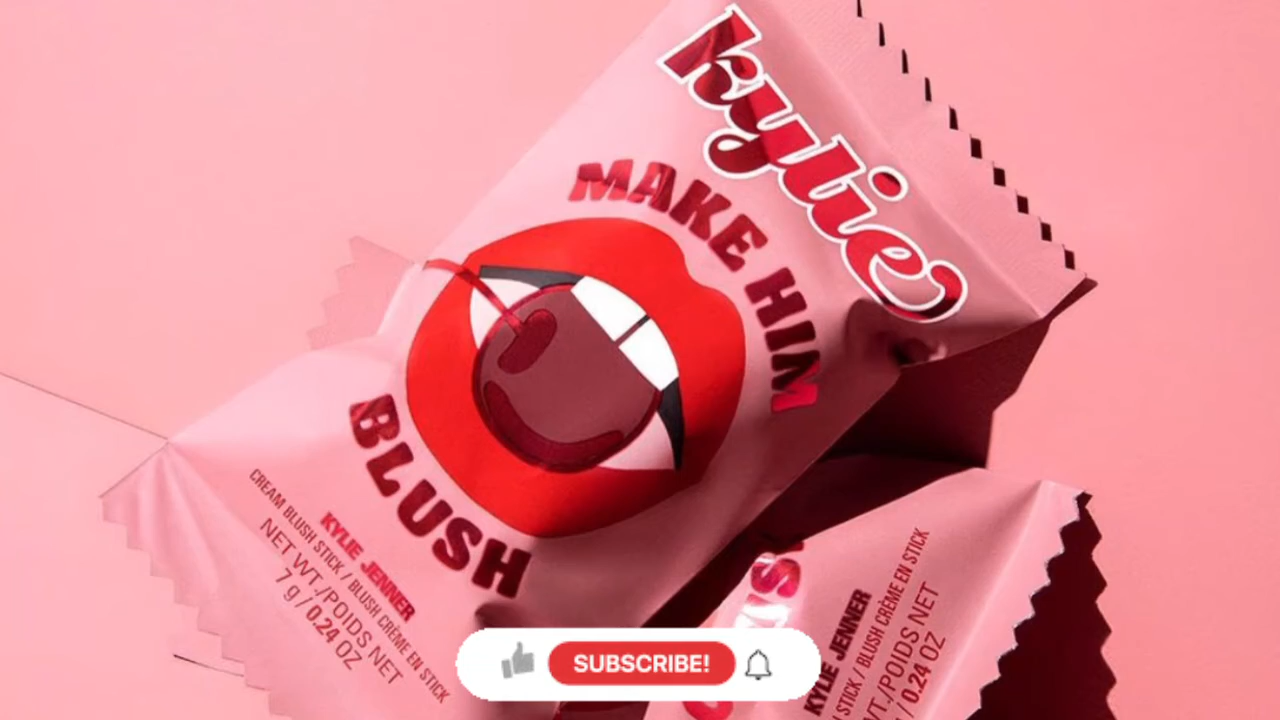 kylie
MAKE HIM
BLUSH
CREAM BLUSH STICK / BLUSH CRÈME EN STICK
KYLIE JENNER
NET WT./POIDS NET
7 g/0.24 OZ
KYLIE JENNER
STICK / BLUSH CRÈME EN STICK
WT./POIDS NET
/ 0.24 OZ
SUBSCRIBE!